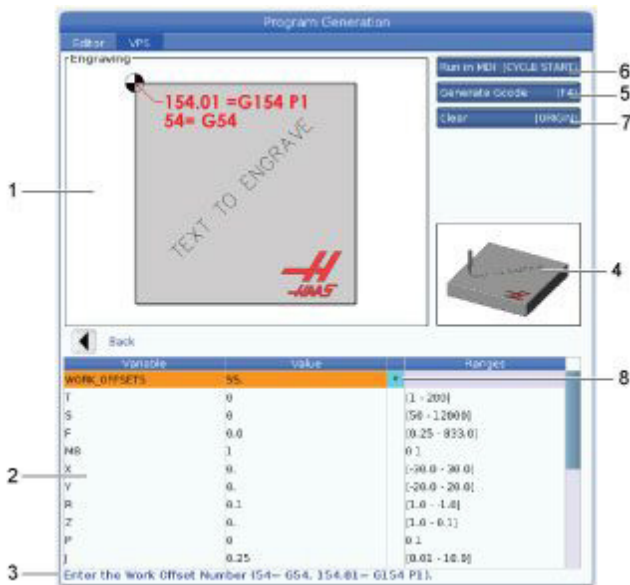 Program Generation
Editor VPS
Engraving
154.01 =G154 P1
54= G54
TEXT TO ENGRAVE
HAAS
Run in MDI [CYCLE START]
Generate Gcode [F4]
Clear [ORIGIN]
6
5
7
1
4
Back
Variable Value Ranges
WORK_OFFSETS 55. *
8
T 0 [1 - 200]
S 0 [50 - 12000]
F 0.0 [0.25 - 833.0]
M8 1 0 1
X 0. [-30.0 - 30.0]
2
Y 0. [-20.0 - 20.0]
R 0.1 [1.0 - -1.0]
Z 0. [1.0 - -0.1]
P 0 0 1
J 0.25 [0.01 - 10.0]
3
Enter the Work Offset Number (54= G54, 154.01= G154 P1).